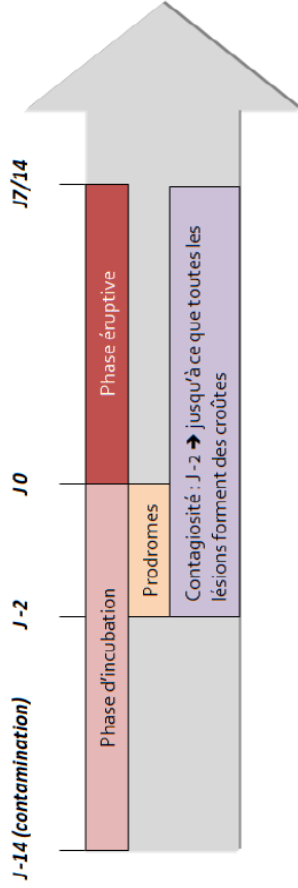 J-14 (contamination)
J-2
J0
J7/14
Phase d'incubation
Phase éruptive
Prodromes
Contagiosité : J-2 ➔ jusqu'à ce que toutes les
lésions forment des croûtes